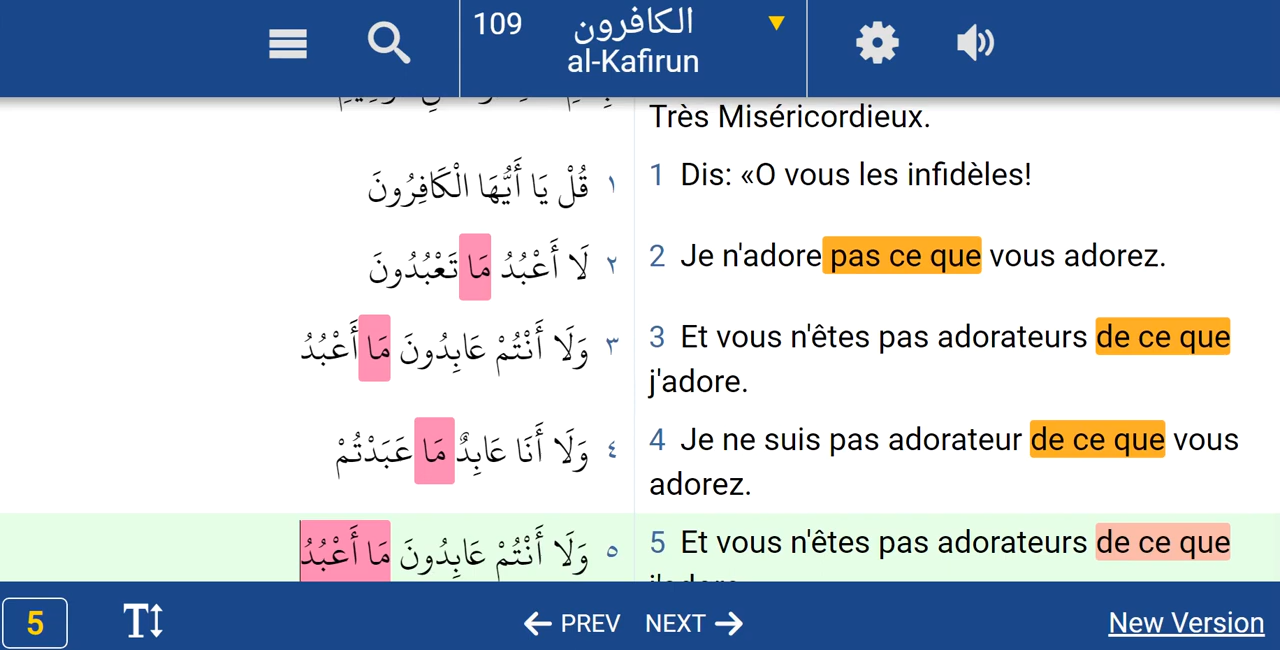 109
الكافرون
al-Kafirun
Très Miséricordieux.
١ قُلْ يَا أَيُّهَا الْكَافِرُونَ
1 Dis: «O vous les infidèles!
٢ لَا أَعْبُدُ مَا تَعْبُدُونَ
2 Je n'adore pas ce que vous adorez.
٣ وَلَا أَنْتُمْ عَابِدُونَ مَا أَعْبُدُ
3 Et vous n'êtes pas adorateurs de ce que
j'adore.
٤ وَلَا أَنَا عَابِدٌ مَا عَبَدْتُمْ
4 Je ne suis pas adorateur de ce que vous
adorez.
٥ وَلَا أَنْتُمْ عَابِدُونَ مَا أَعْبُدُ
5 Et vous n'êtes pas adorateurs de ce que
5
T
PREV NEXT
New Version